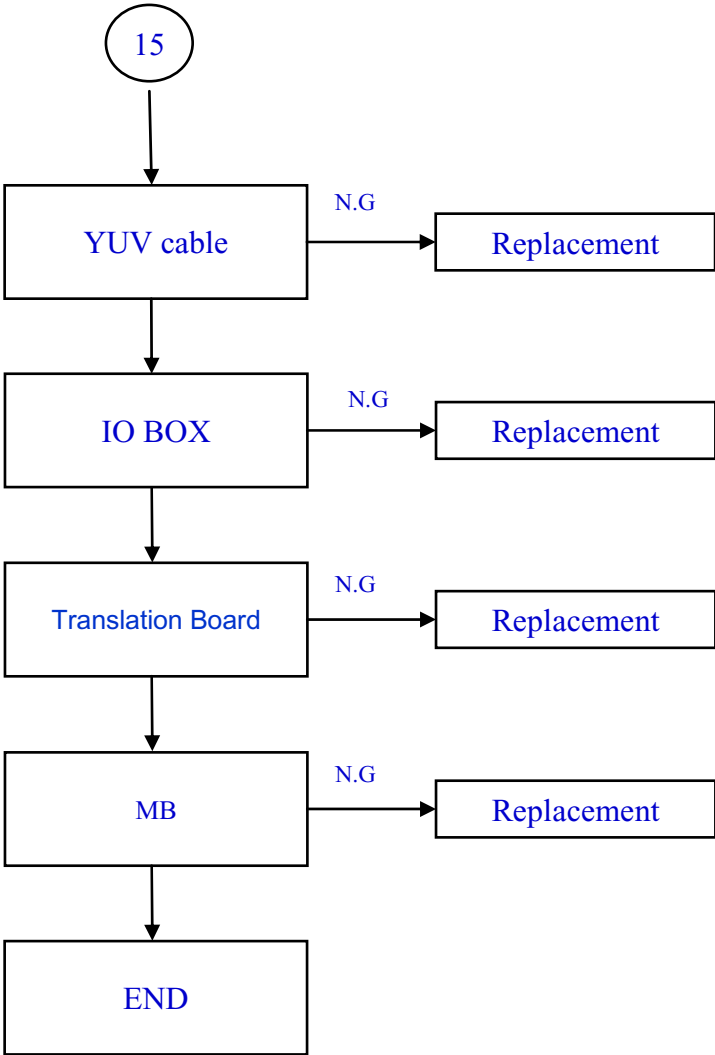 15
N.G
YUV cable
Replacement
N.G
IO BOX
Replacement
N.G
Translation Board
Replacement
N.G
MB
Replacement
END